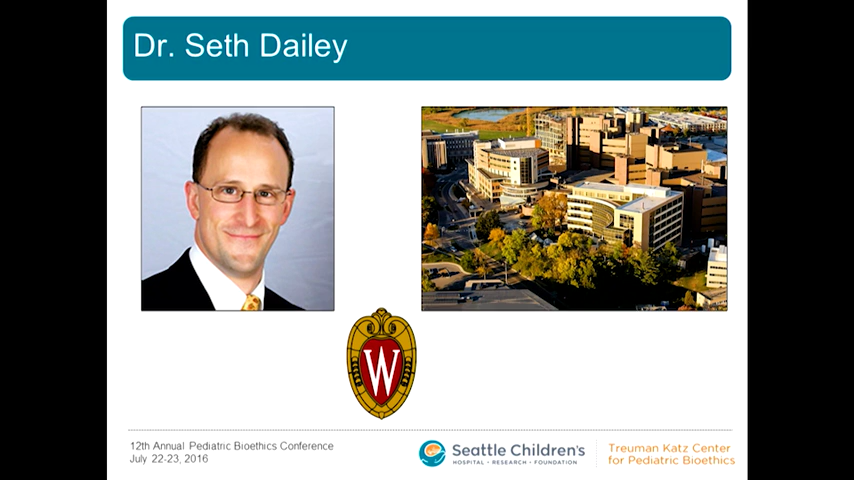 Dr. Seth Dailey
W
12th Annual Pediatric Bioethics Conference
July 22-23, 2016
Seattle Children's
HOSPITAL • RESEARCH • FOUNDATION
Treuman Katz Center
for Pediatric Bioethics